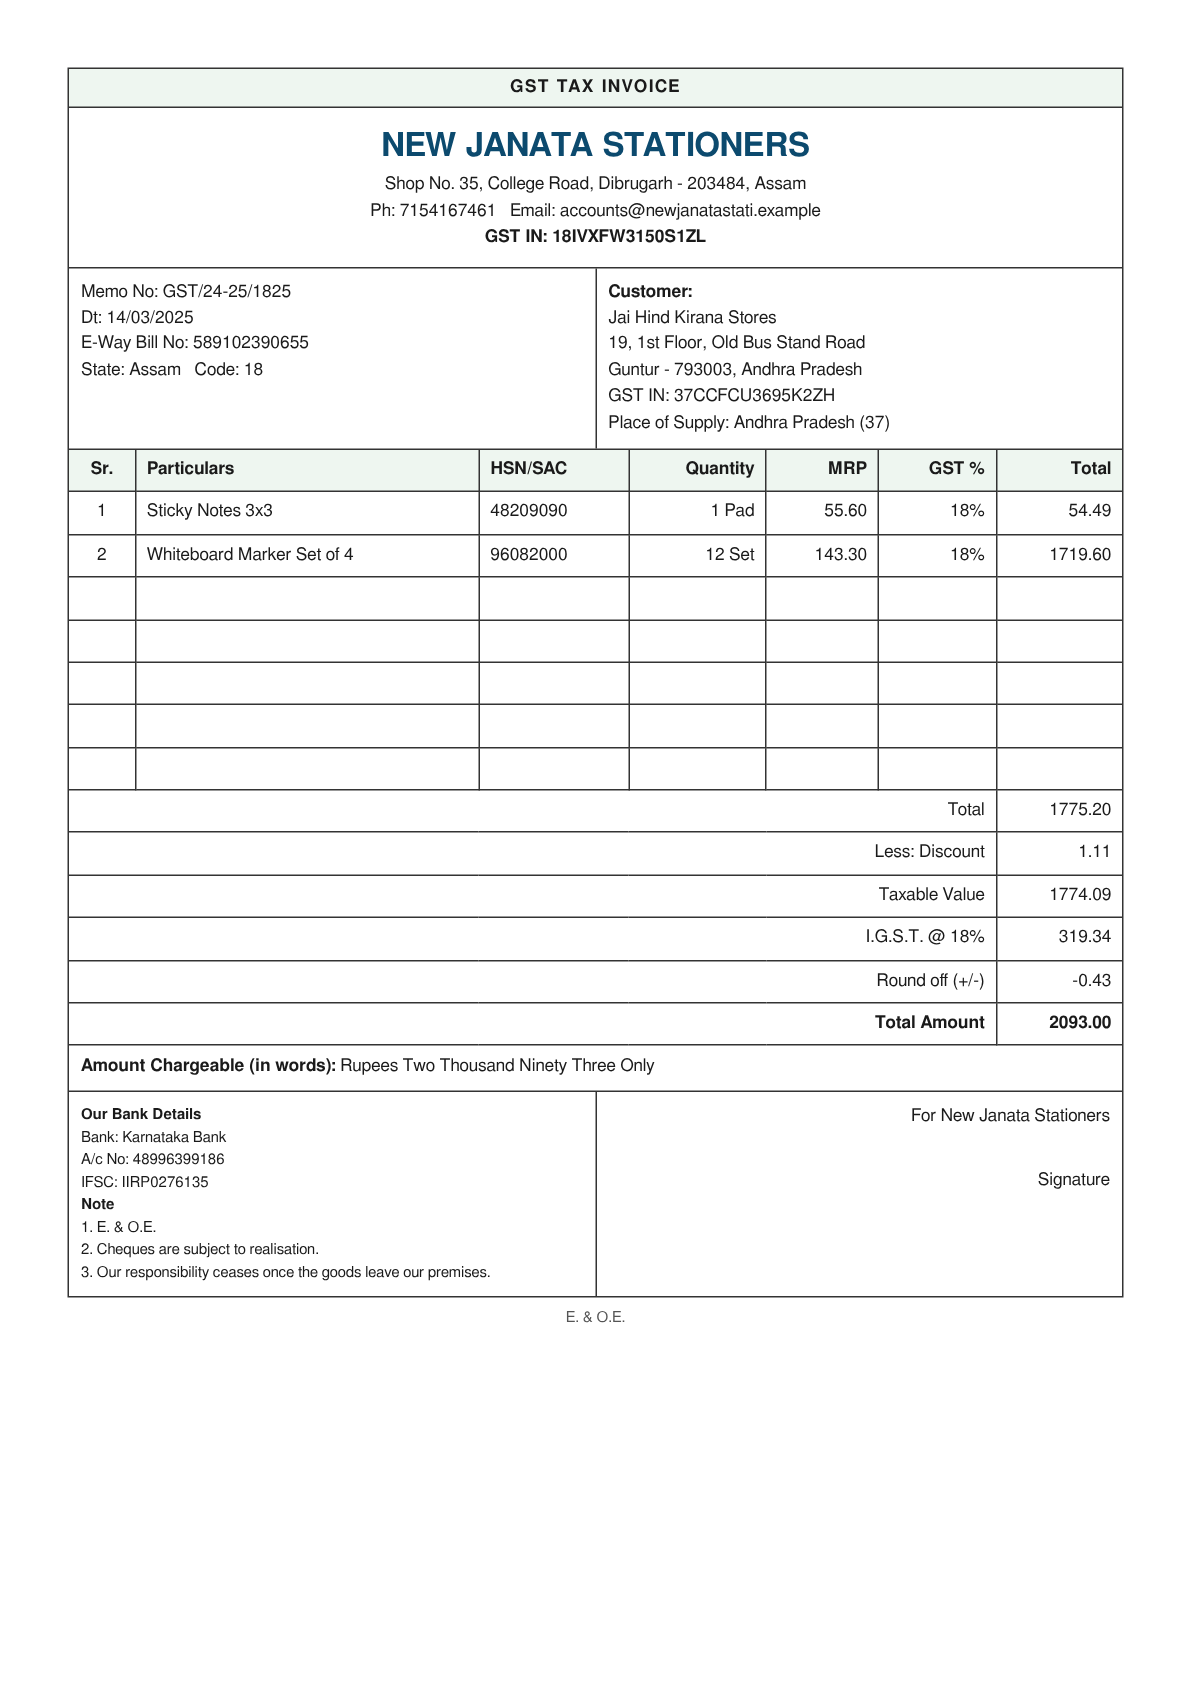 GST TAX INVOICE
NEW JANATA STATIONERS
Shop No. 35, College Road, Dibrugarh - 203484, Assam
Ph: 7154167461 Email: accounts@newjanatastati.example
GST IN: 18IVXFW3150S1ZL
Memo No: GST/24-25/1825
Dt: 14/03/2025
E-Way Bill No: 589102390655
State: Assam Code: 18
Customer:
Jai Hind Kirana Stores
19, 1st Floor, Old Bus Stand Road
Guntur - 793003, Andhra Pradesh
GST IN: 37CCFCU3695K2ZH
Place of Supply: Andhra Pradesh (37)
Sr. Particulars HSN/SAC Quantity MRP GST % Total
1 Sticky Notes 3x3 48209090 1 Pad 55.60 18% 54.49
2 Whiteboard Marker Set of 4 96082000 12 Set 143.30 18% 1719.60
Total 1775.20
Less: Discount 1.11
Taxable Value 1774.09
I.G.S.T. @ 18% 319.34
Round off (+/-) -0.43
Total Amount 2093.00
Amount Chargeable (in words): Rupees Two Thousand Ninety Three Only
Our Bank Details
Bank: Karnataka Bank
A/c No: 48996399186
IFSC: IIRP0276135
Note
1. E. & O.E.
2. Cheques are subject to realisation.
3. Our responsibility ceases once the goods leave our premises.
For New Janata Stationers
Signature
E. & O.E.